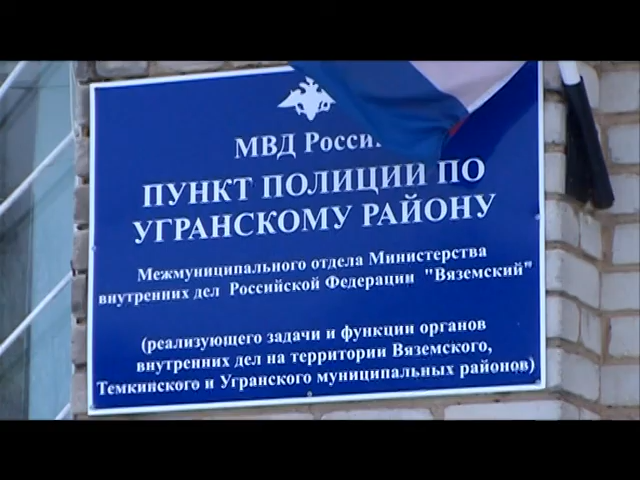 МВД Росси
ПУНКТ ПОЛИЦИИ ПО
УГРАНСКОМУ РАЙОНУ
Межмуниципального отдела Министерства
внутренних дел Российской Федерации "Вяземский"
(реализующего задачи и функции органов
внутренних дел на территории Вяземского,
Темкинского и Угранского муниципальных районов)